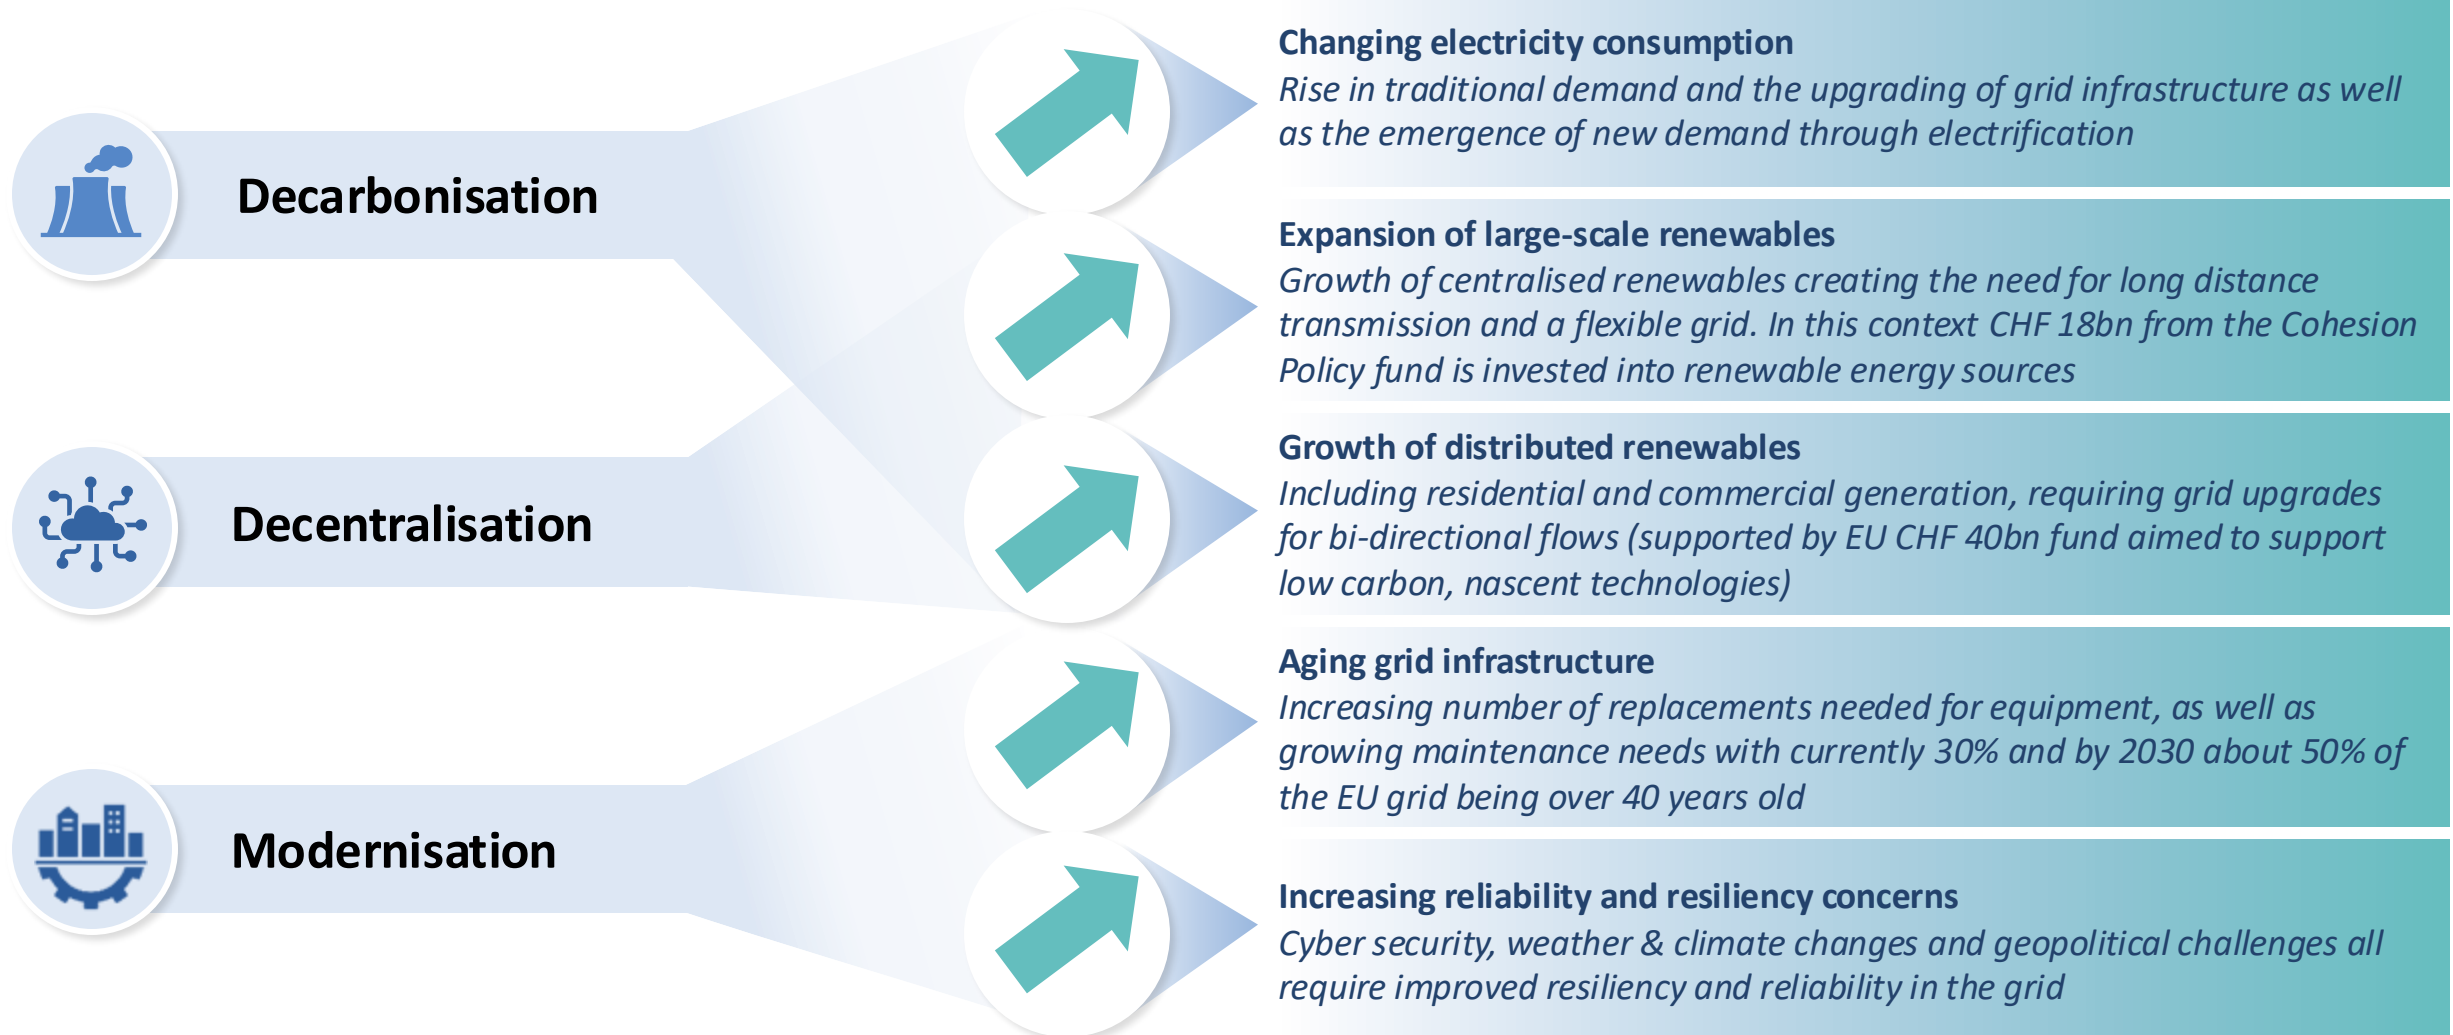 Decarbonisation
Decentralisation
Modernisation
Changing electricity consumption
Rise in traditional demand and the upgrading of grid infrastructure as well
as the emergence of new demand through electrification
Expansion of large-scale renewables
Growth of centralised renewables creating the need for long distance
transmission and a flexible grid. In this context CHF 18bn from the Cohesion
Policy fund is invested into renewable energy sources
Growth of distributed renewables
Including residential and commercial generation, requiring grid upgrades
for bi-directional flows (supported by EU CHF 40bn fund aimed to support
low carbon, nascent technologies)
Aging grid infrastructure
Increasing number of replacements needed for equipment, as well as
growing maintenance needs with currently 30% and by 2030 about 50% of
the EU grid being over 40 years old
Increasing reliability and resiliency concerns
Cyber security, weather & climate changes and geopolitical challenges all
require improved resiliency and reliability in the grid